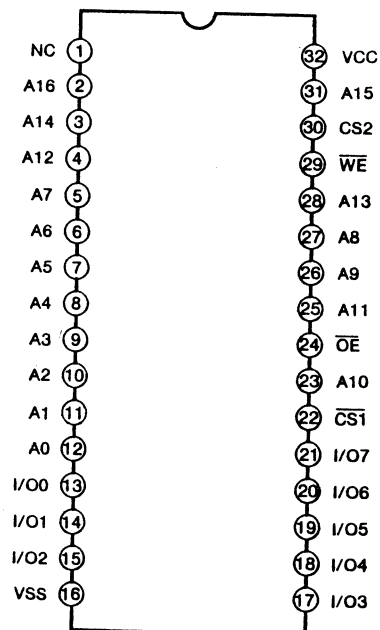 NC 1 32 VCC
A16 2 31 A15
A14 3 30 CS2
A12 4 29 W̅E̅
A7 5 28 A13
A6 6 27 A8
A5 7 26 A9
A4 8 25 A11
A3 9 24 O̅E̅
A2 10 23 A10
A1 11 22 C̅S̅1̅
A0 12 21 I/O7
I/O0 13 20 I/O6
I/O1 14 19 I/O5
I/O2 15 18 I/O4
VSS 16 17 I/O3